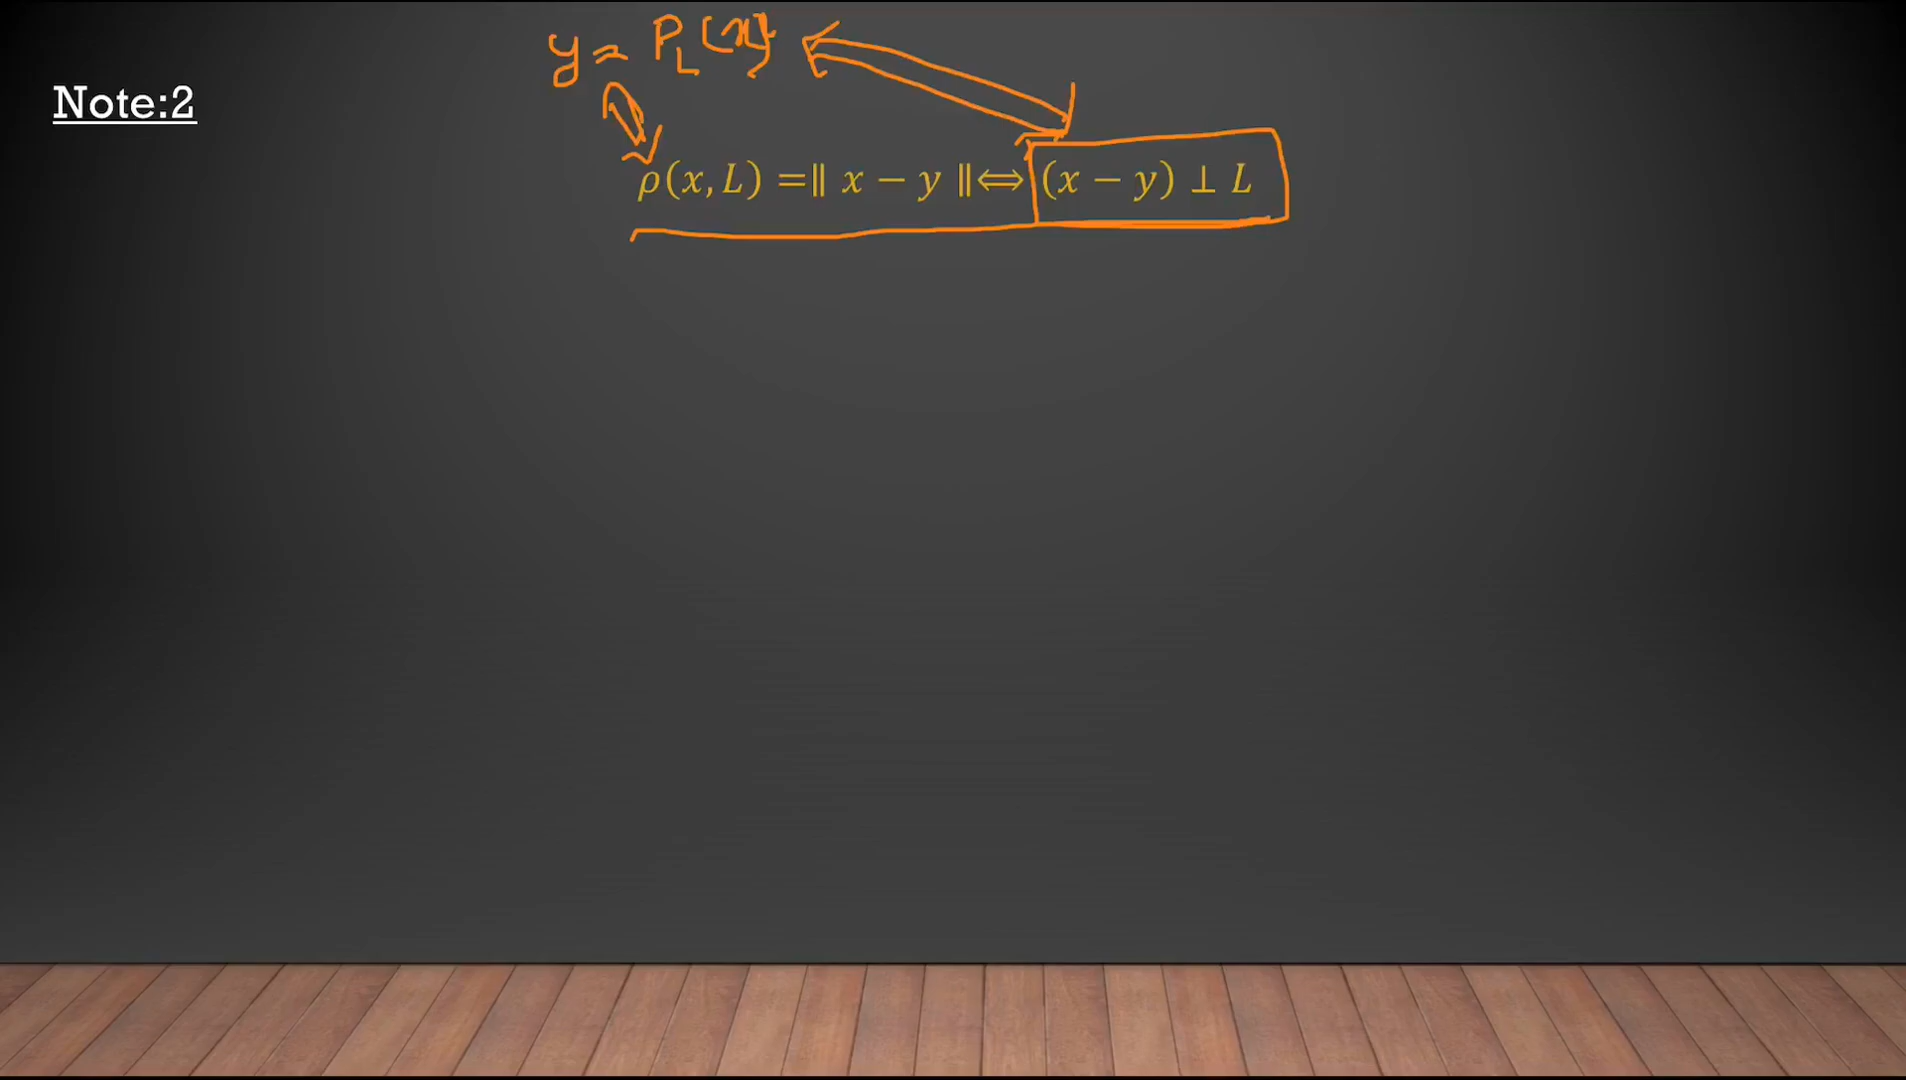 y = P_L(x)
Note:2
ρ(x, L) =∥ x − y ∥⟺ (x − y) ⊥ L